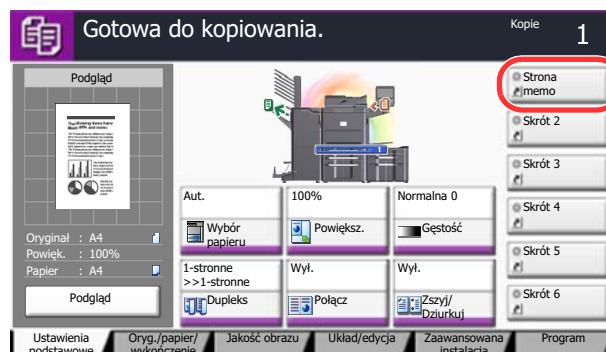 Gotowa do kopiowania.
Kopie
1
Podgląd
Oryginał : A4
Powięk. : 100%
Papier : A4
Podgląd
Aut.
Wybór
papieru
100%
Powiększ.
Normalna 0
Gęstość
1-stronne
>>1-stronne
Dupleks
Wył.
Połącz
Wył.
Zszyj/
Dziurkuj
Strona
memo
Skrót 2
Skrót 3
Skrót 4
Skrót 5
Skrót 6
Ustawienia
podstawowe
Oryg./papier/
wykończenie
Jakość obrazu
Układ/edycja
Zaawansowana
instalacja
Program